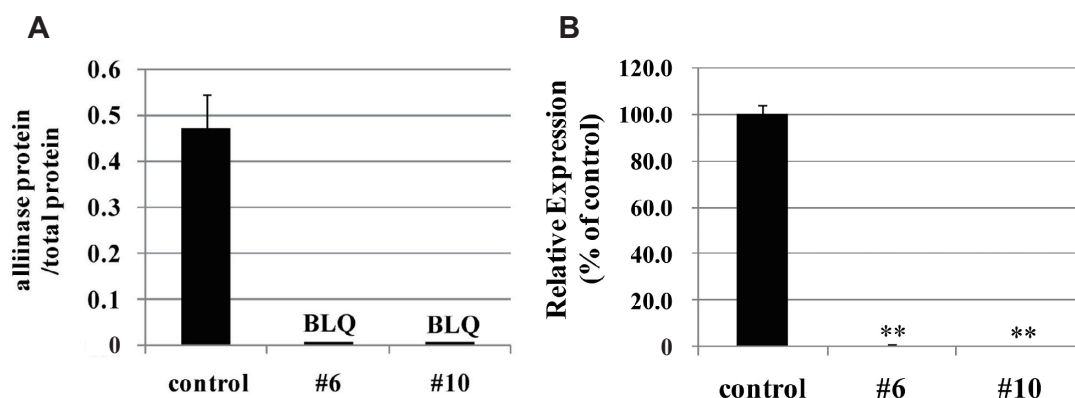 A
alliinase protein
/total protein
0.6
0.5
0.4
0.3
0.2
0.1
0
BLQ BLQ
control #6 #10
B
Relative Expression
(% of control)
120.0
100.0
80.0
60.0
40.0
20.0
0
** **
control #6 #10